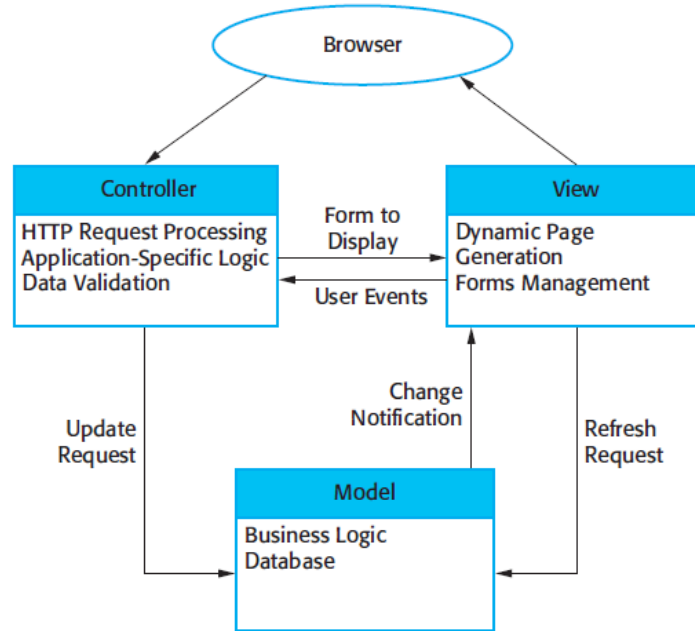 Browser
Controller
HTTP Request Processing
Application-Specific Logic
Data Validation
Form to
Display
User Events
View
Dynamic Page
Generation
Forms Management
Update
Request
Change
Notification
Refresh
Request
Model
Business Logic
Database